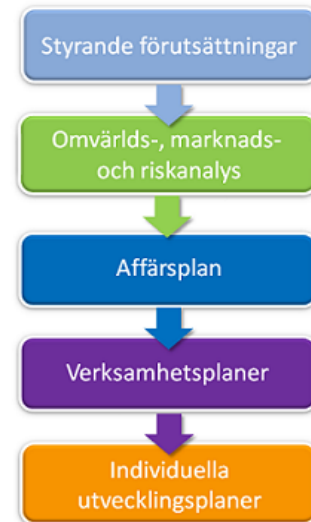 Styrande förutsättningar
Omvärlds-, marknads-
och riskanalys
Affärsplan
Verksamhetsplaner
Individuella
utvecklingsplaner